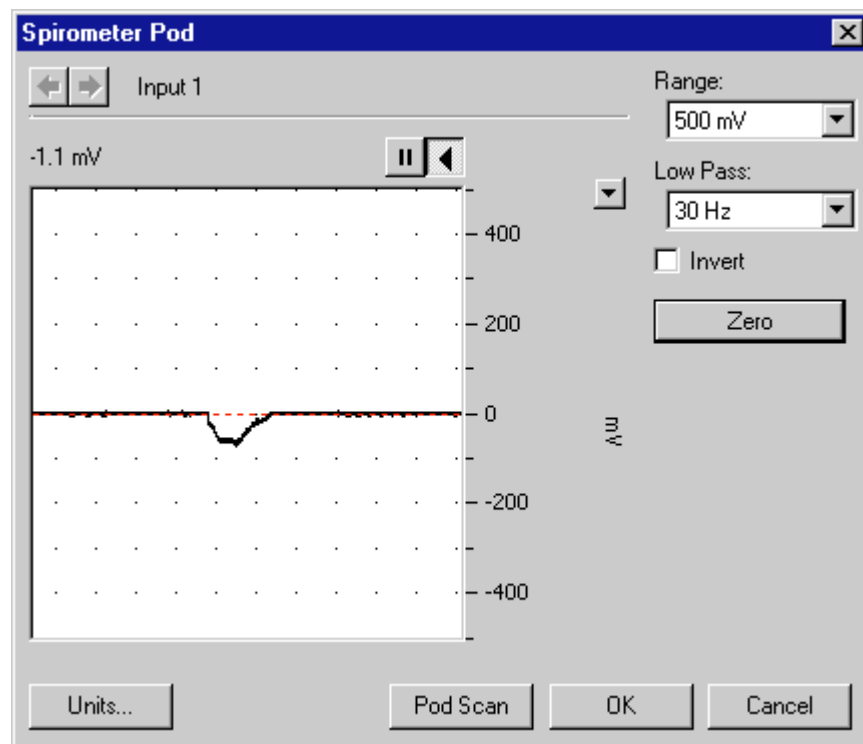 Spirometer Pod
Input 1
Range:
500 mV
-1.1 mV
Low Pass:
30 Hz
Invert
Zero
400
200
0
-200
-400
mV
Units...
Pod Scan
OK
Cancel